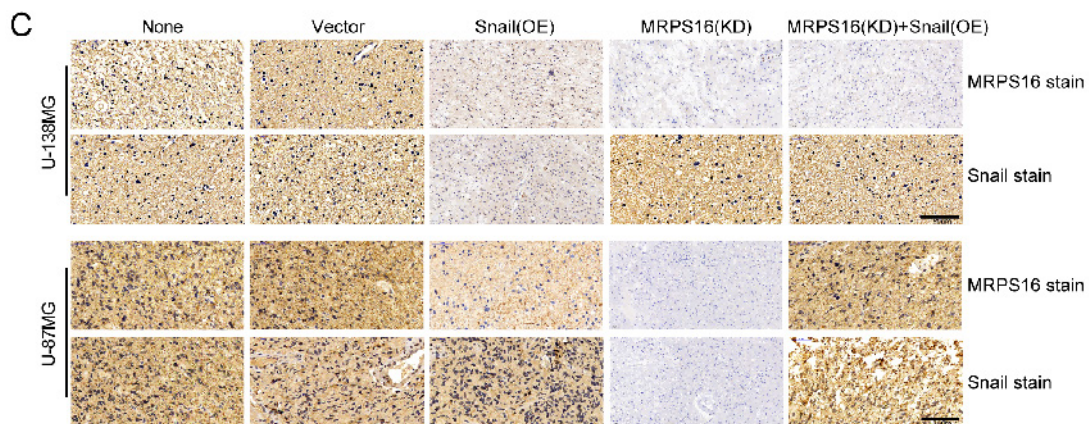 C
None Vector Snail(OE) MRPS16(KD) MRPS16(KD)+Snail(OE)
U-138MG
MRPS16 stain
Snail stain
U-87MG
MRPS16 stain
Snail stain